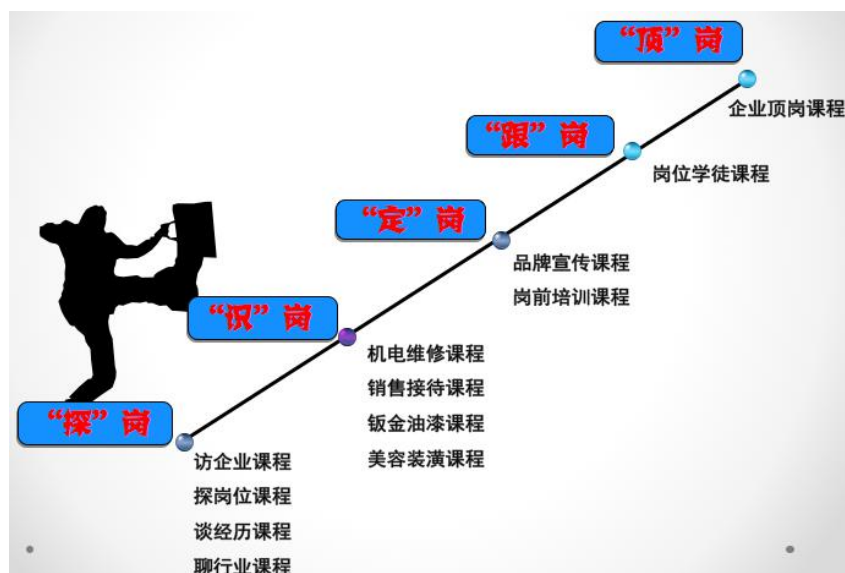 “顶”岗
企业顶岗课程
“跟”岗
岗位学徒课程
“定”岗
品牌宣传课程
岗前培训课程
“识”岗
机电维修课程
销售接待课程
钣金油漆课程
美容装潢课程
“探”岗
访企业课程
探岗位课程
谈经历课程
聊行业课程